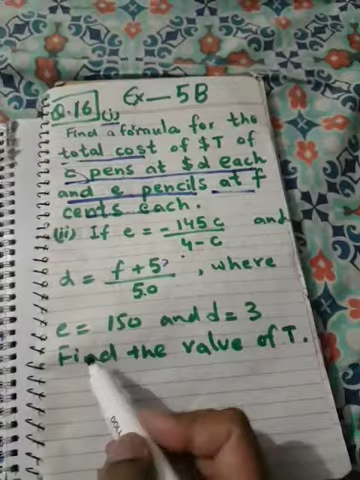 Q.16 Ex—5B
(i)
Find a formula for the
total cost of $T of
c pens at $d each
and e pencils at f
cents each.
(ii) If e = -145c / 4-c and
d = f+5 / 50, where
e = 150 and d = 3
Find the value of T.